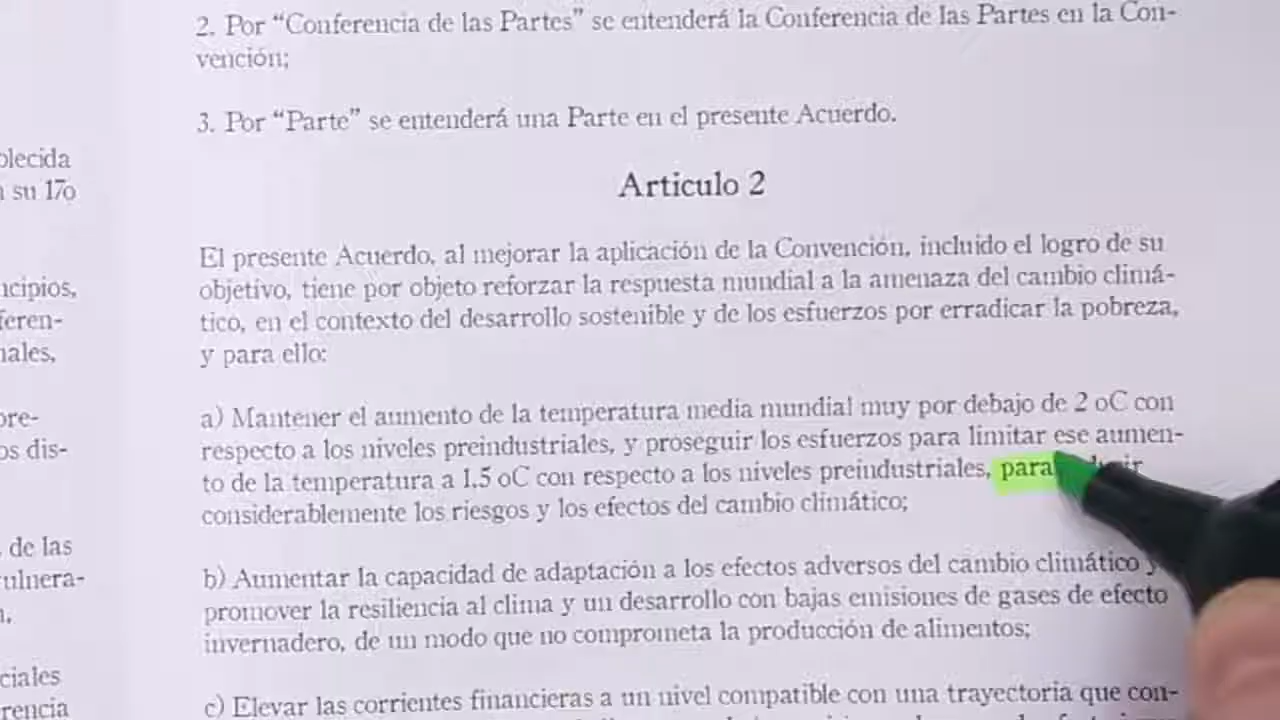 2. Por “Conferencia de las Partes” se entenderá la Conferencia de las Partes en la Con-
vención;
3. Por “Parte” se entenderá una Parte en el presente Acuerdo.
Articulo 2
El presente Acuerdo, al mejorar la aplicación de la Convención, incluido el logro de su
objetivo, tiene por objeto reforzar la respuesta mundial a la amenaza del cambio climá-
tico, en el contexto del desarrollo sostenible y de los esfuerzos por erradicar la pobreza,
y para ello:
a) Mantener el aumento de la temperatura media mundial muy por debajo de 2 oC con
respecto a los niveles preindustriales, y proseguir los esfuerzos para limitar ese aumen-
to de la temperatura a 1.5 oC con respecto a los niveles preindustriales, para
considerablemente los riesgos y los efectos del cambio climático;
b) Aumentar la capacidad de adaptación a los efectos adversos del cambio climático y
promover la resiliencia al clima y un desarrollo con bajas emisiones de gases de efecto
invernadero, de un modo que no comprometa la producción de alimentos;
c) Elevar las corrientes financieras a un nivel compatible con una trayectoria que con-
su 17o
de las